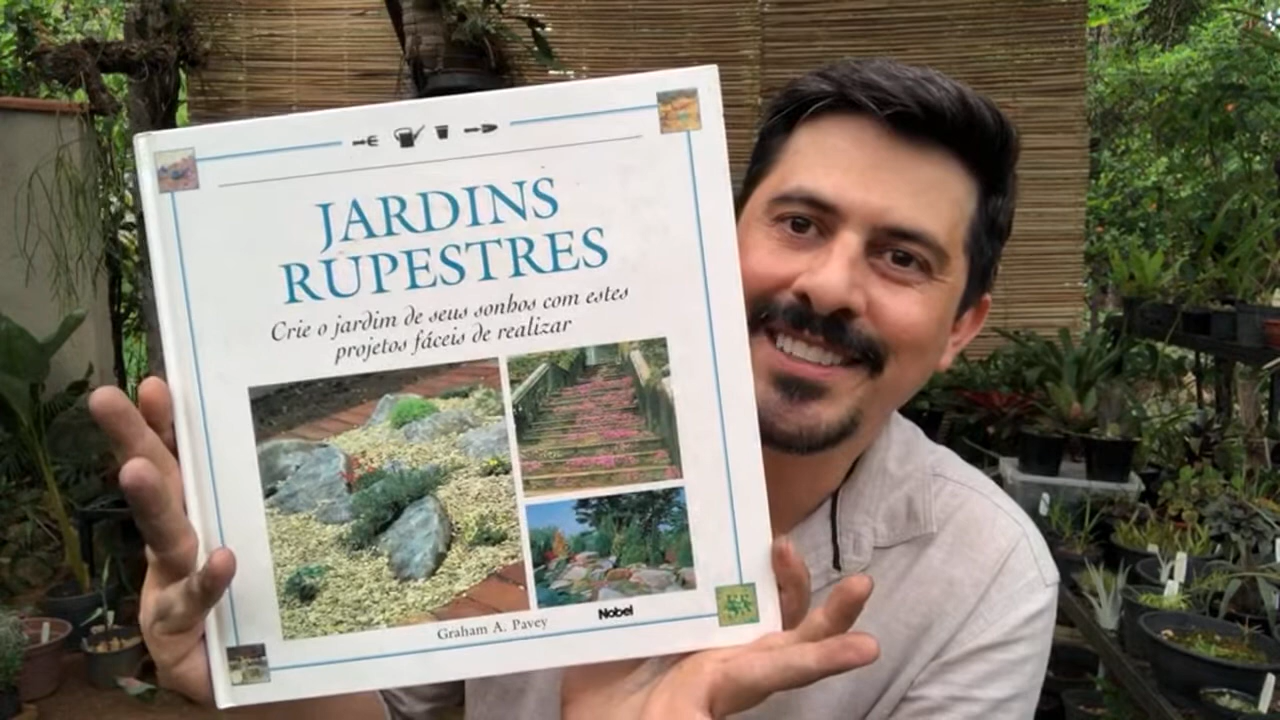 JARDINS
RUPESTRES
Crie o jardim de seus sonhos com estes
projetos fáceis de realizar
Graham A. Pavey
Nobel